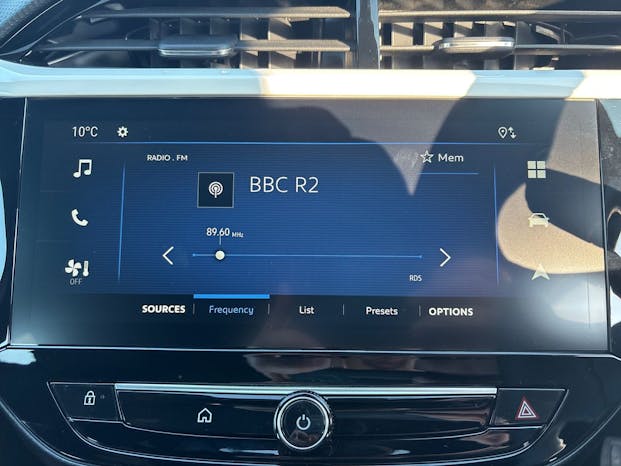 10°C
RADIO . FM
Mem
BBC R2
89.60 MHz
RDS
OFF
SOURCES Frequency List Presets OPTIONS